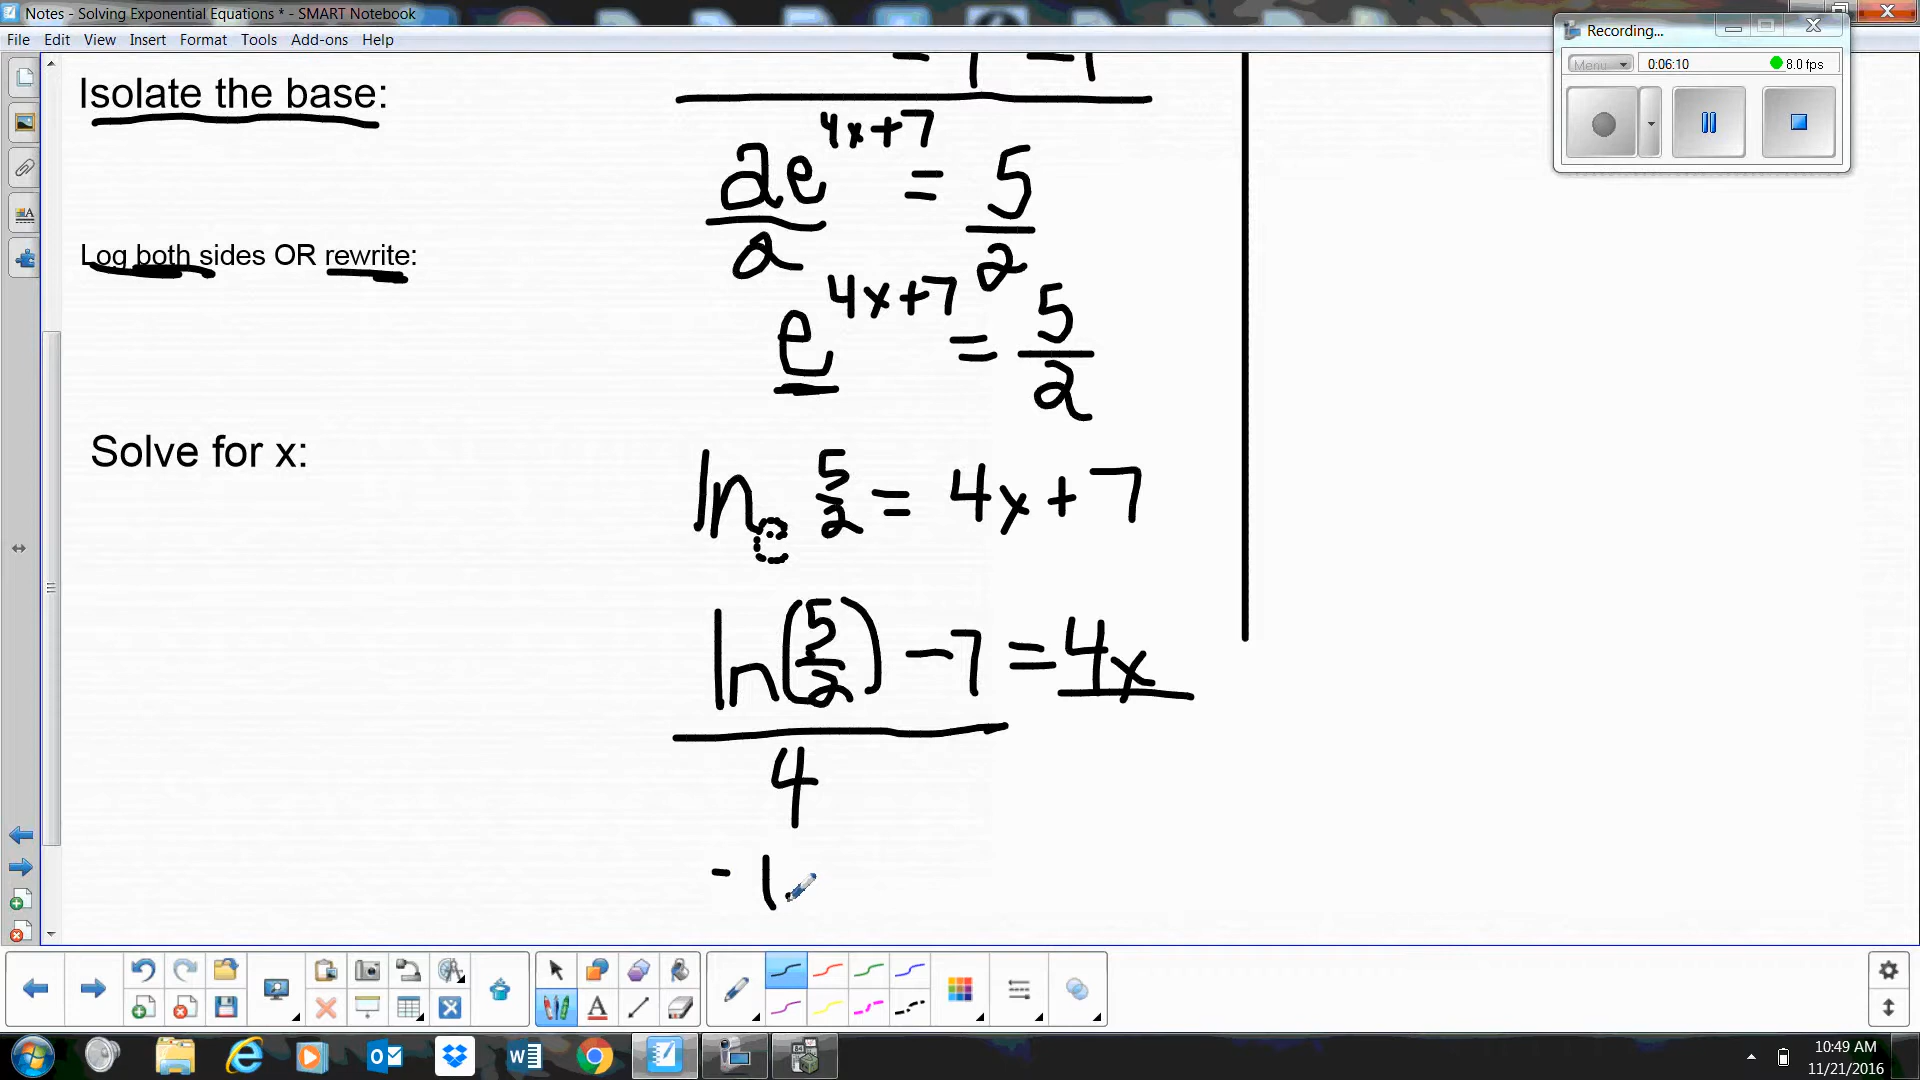 Notes - Solving Exponential Equations * - SMART Notebook
File Edit View Insert Format Tools Add-ons Help
Recording...
Menu 0:06:10 8.0 fps
Isolate the base:
4x+7
2e = 5
2 2
Log both sides OR rewrite:
4x+7
e = 5
2
Solve for x:
ln e 5/2 = 4x+7
ln(5/2) -7 = 4x
4
-1.
10:49 AM
11/21/2016